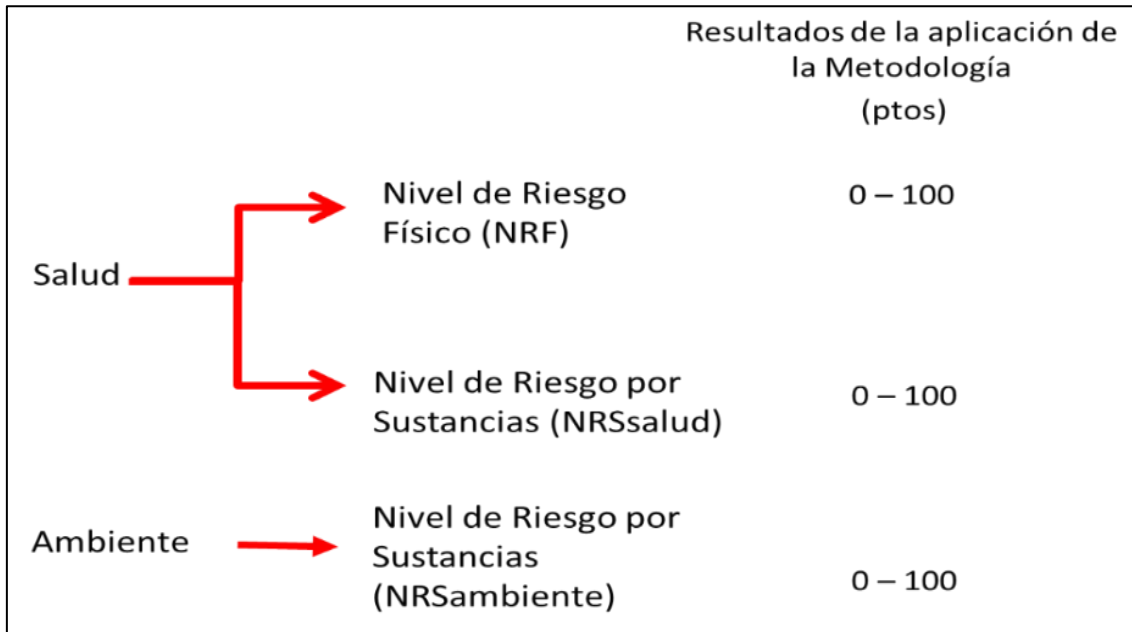 Resultados de la aplicación de
la Metodología
(ptos)
Salud
Nivel de Riesgo
Físico (NRF)
0 – 100
Nivel de Riesgo por
Sustancias (NRSsalud)
0 – 100
Ambiente
Nivel de Riesgo por
Sustancias
(NRSambiente)
0 – 100